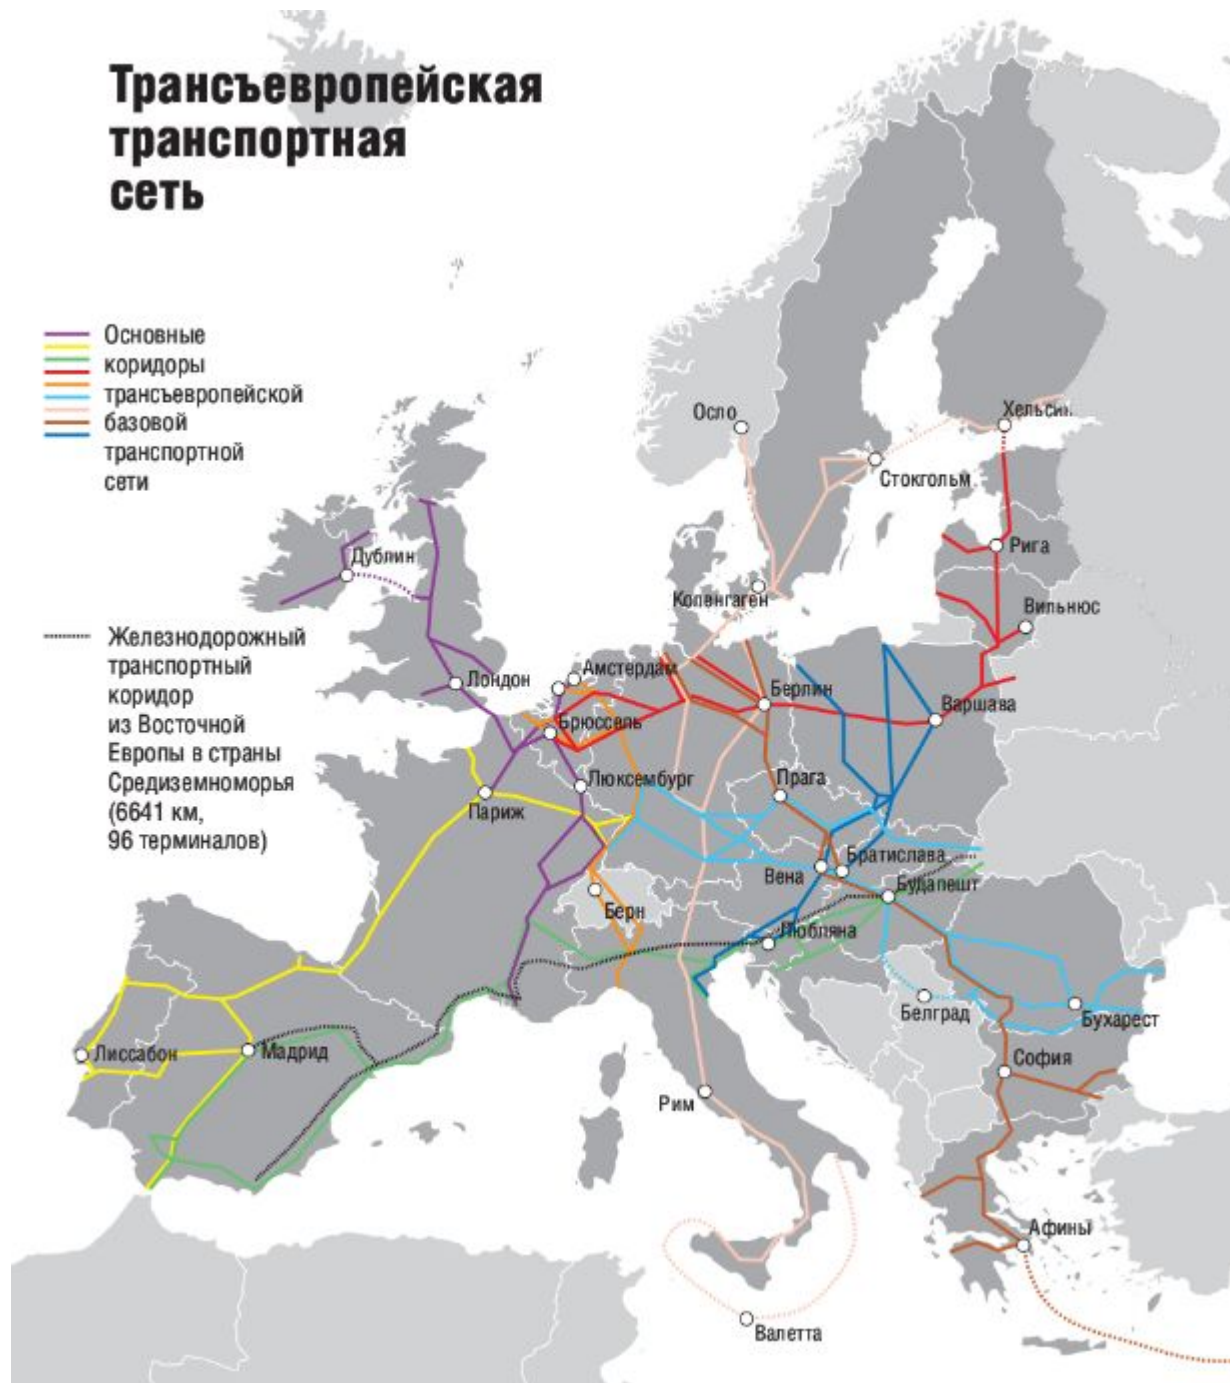 Трансъевропейская
транспортная
сеть
Основные
коридоры
трансъевропейской
базовой
транспортной
сети
Железнодорожный
транспортный
коридор
из Восточной
Европы в страны
Средиземноморья
(6641 км,
96 терминалов)
Осло
Хельсин
Стокгольм
Рига
Дублин
Копенгаген
Вильнюс
Лондон
Амстердам
Берлин
Варшава
Брюссель
Люксембург
Прага
Париж
Братислава
Вена
Будапешт
Берн
Любляна
Белград
Бухарест
Лиссабон
Мадрид
София
Рим
Афины
Валетта